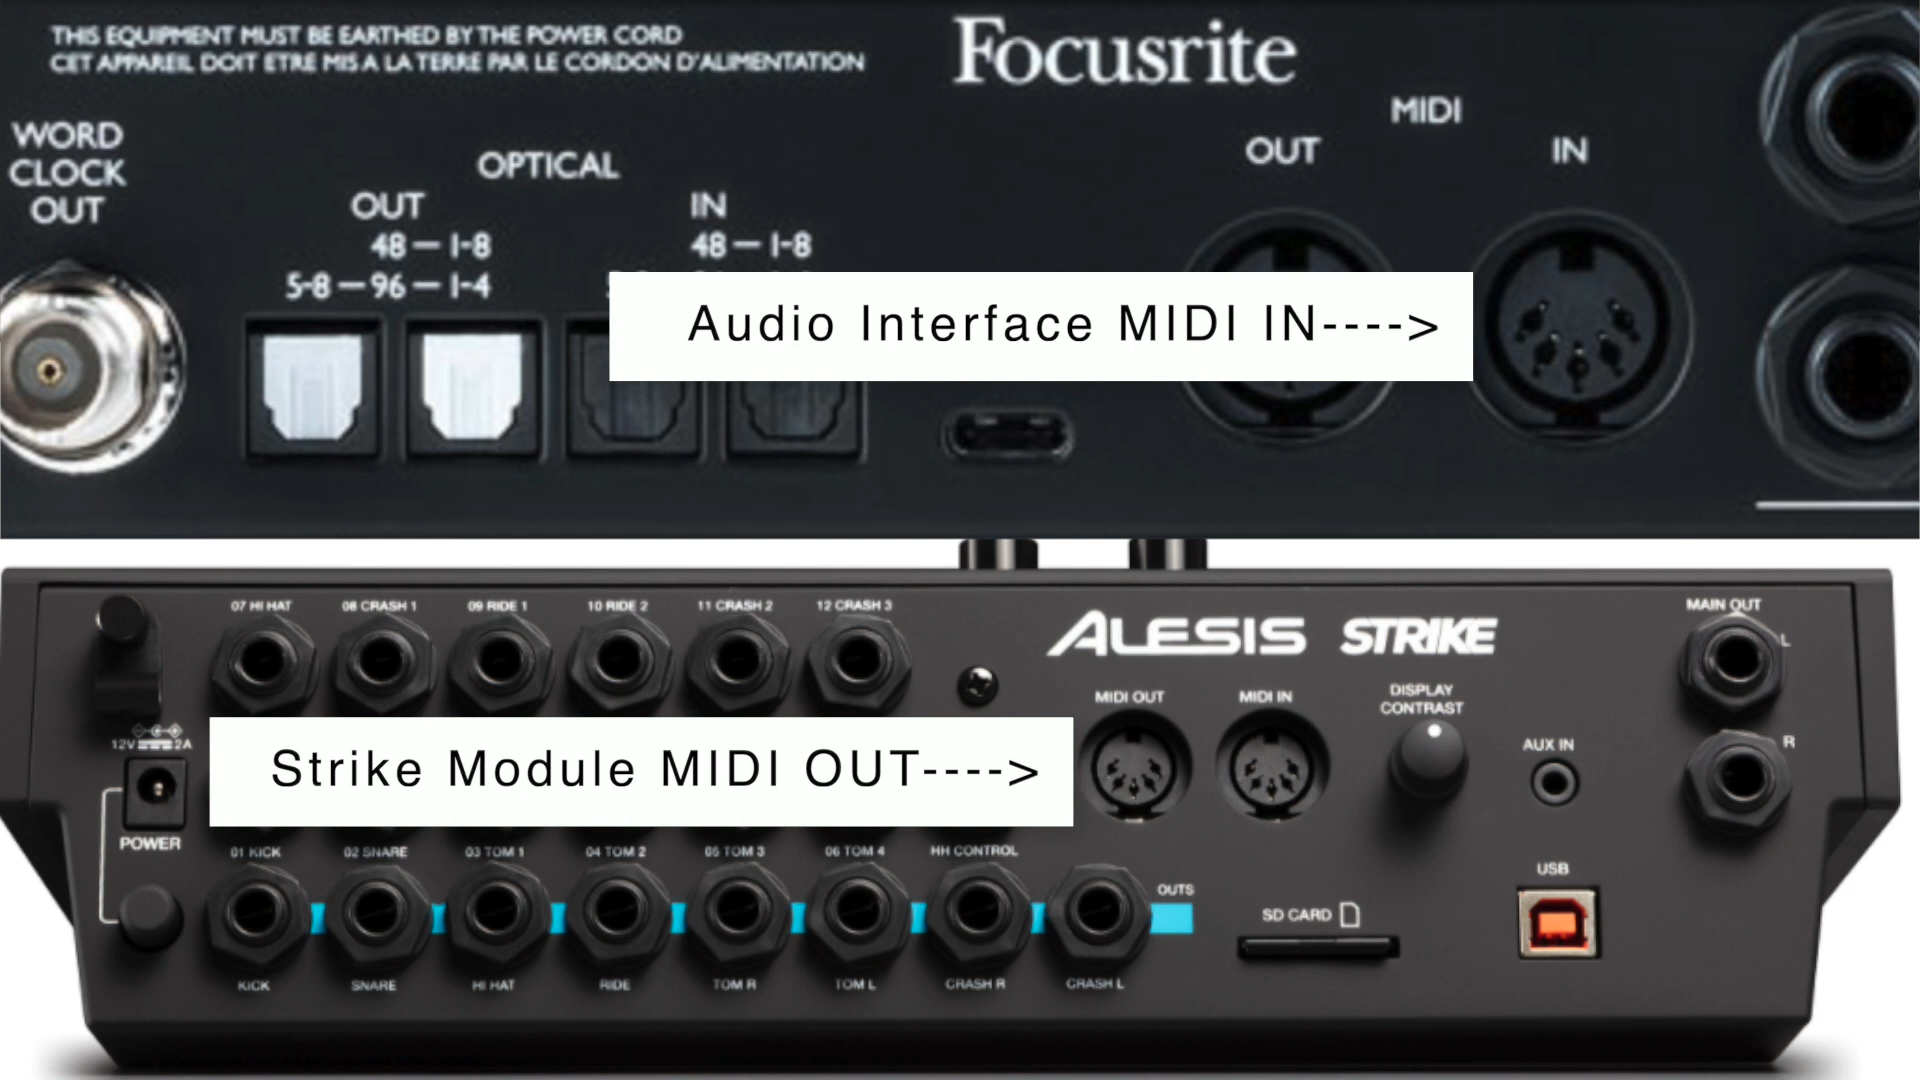 THIS EQUIPMENT MUST BE EARTHED BY THE POWER CORD
CET APPAREIL DOIT ETRE MIS A LA TERRE PAR LE CORDON D'ALIMENTATION
Focusrite
MIDI
OUT
IN
WORD
CLOCK
OUT
OPTICAL
OUT
IN
48 — 1-8
48 — 1-8
5-8 — 96 — 1-4
Audio Interface MIDI IN---->
07 HI HAT
08 CRASH 1
09 RIDE 1
10 RIDE 2
11 CRASH 2
12 CRASH 3
ALESIS STRIKE
MAIN OUT
L
MIDI OUT
MIDI IN
DISPLAY
CONTRAST
12V 2A
AUX IN
R
Strike Module MIDI OUT---->
POWER
01 KICK
02 SNARE
03 TOM 1
04 TOM 2
05 TOM 3
06 TOM 4
HH CONTROL
USB
OUTS
SD CARD
KICK
SNARE
HI HAT
RIDE
TOM R
TOM L
CRASH R
CRASH L